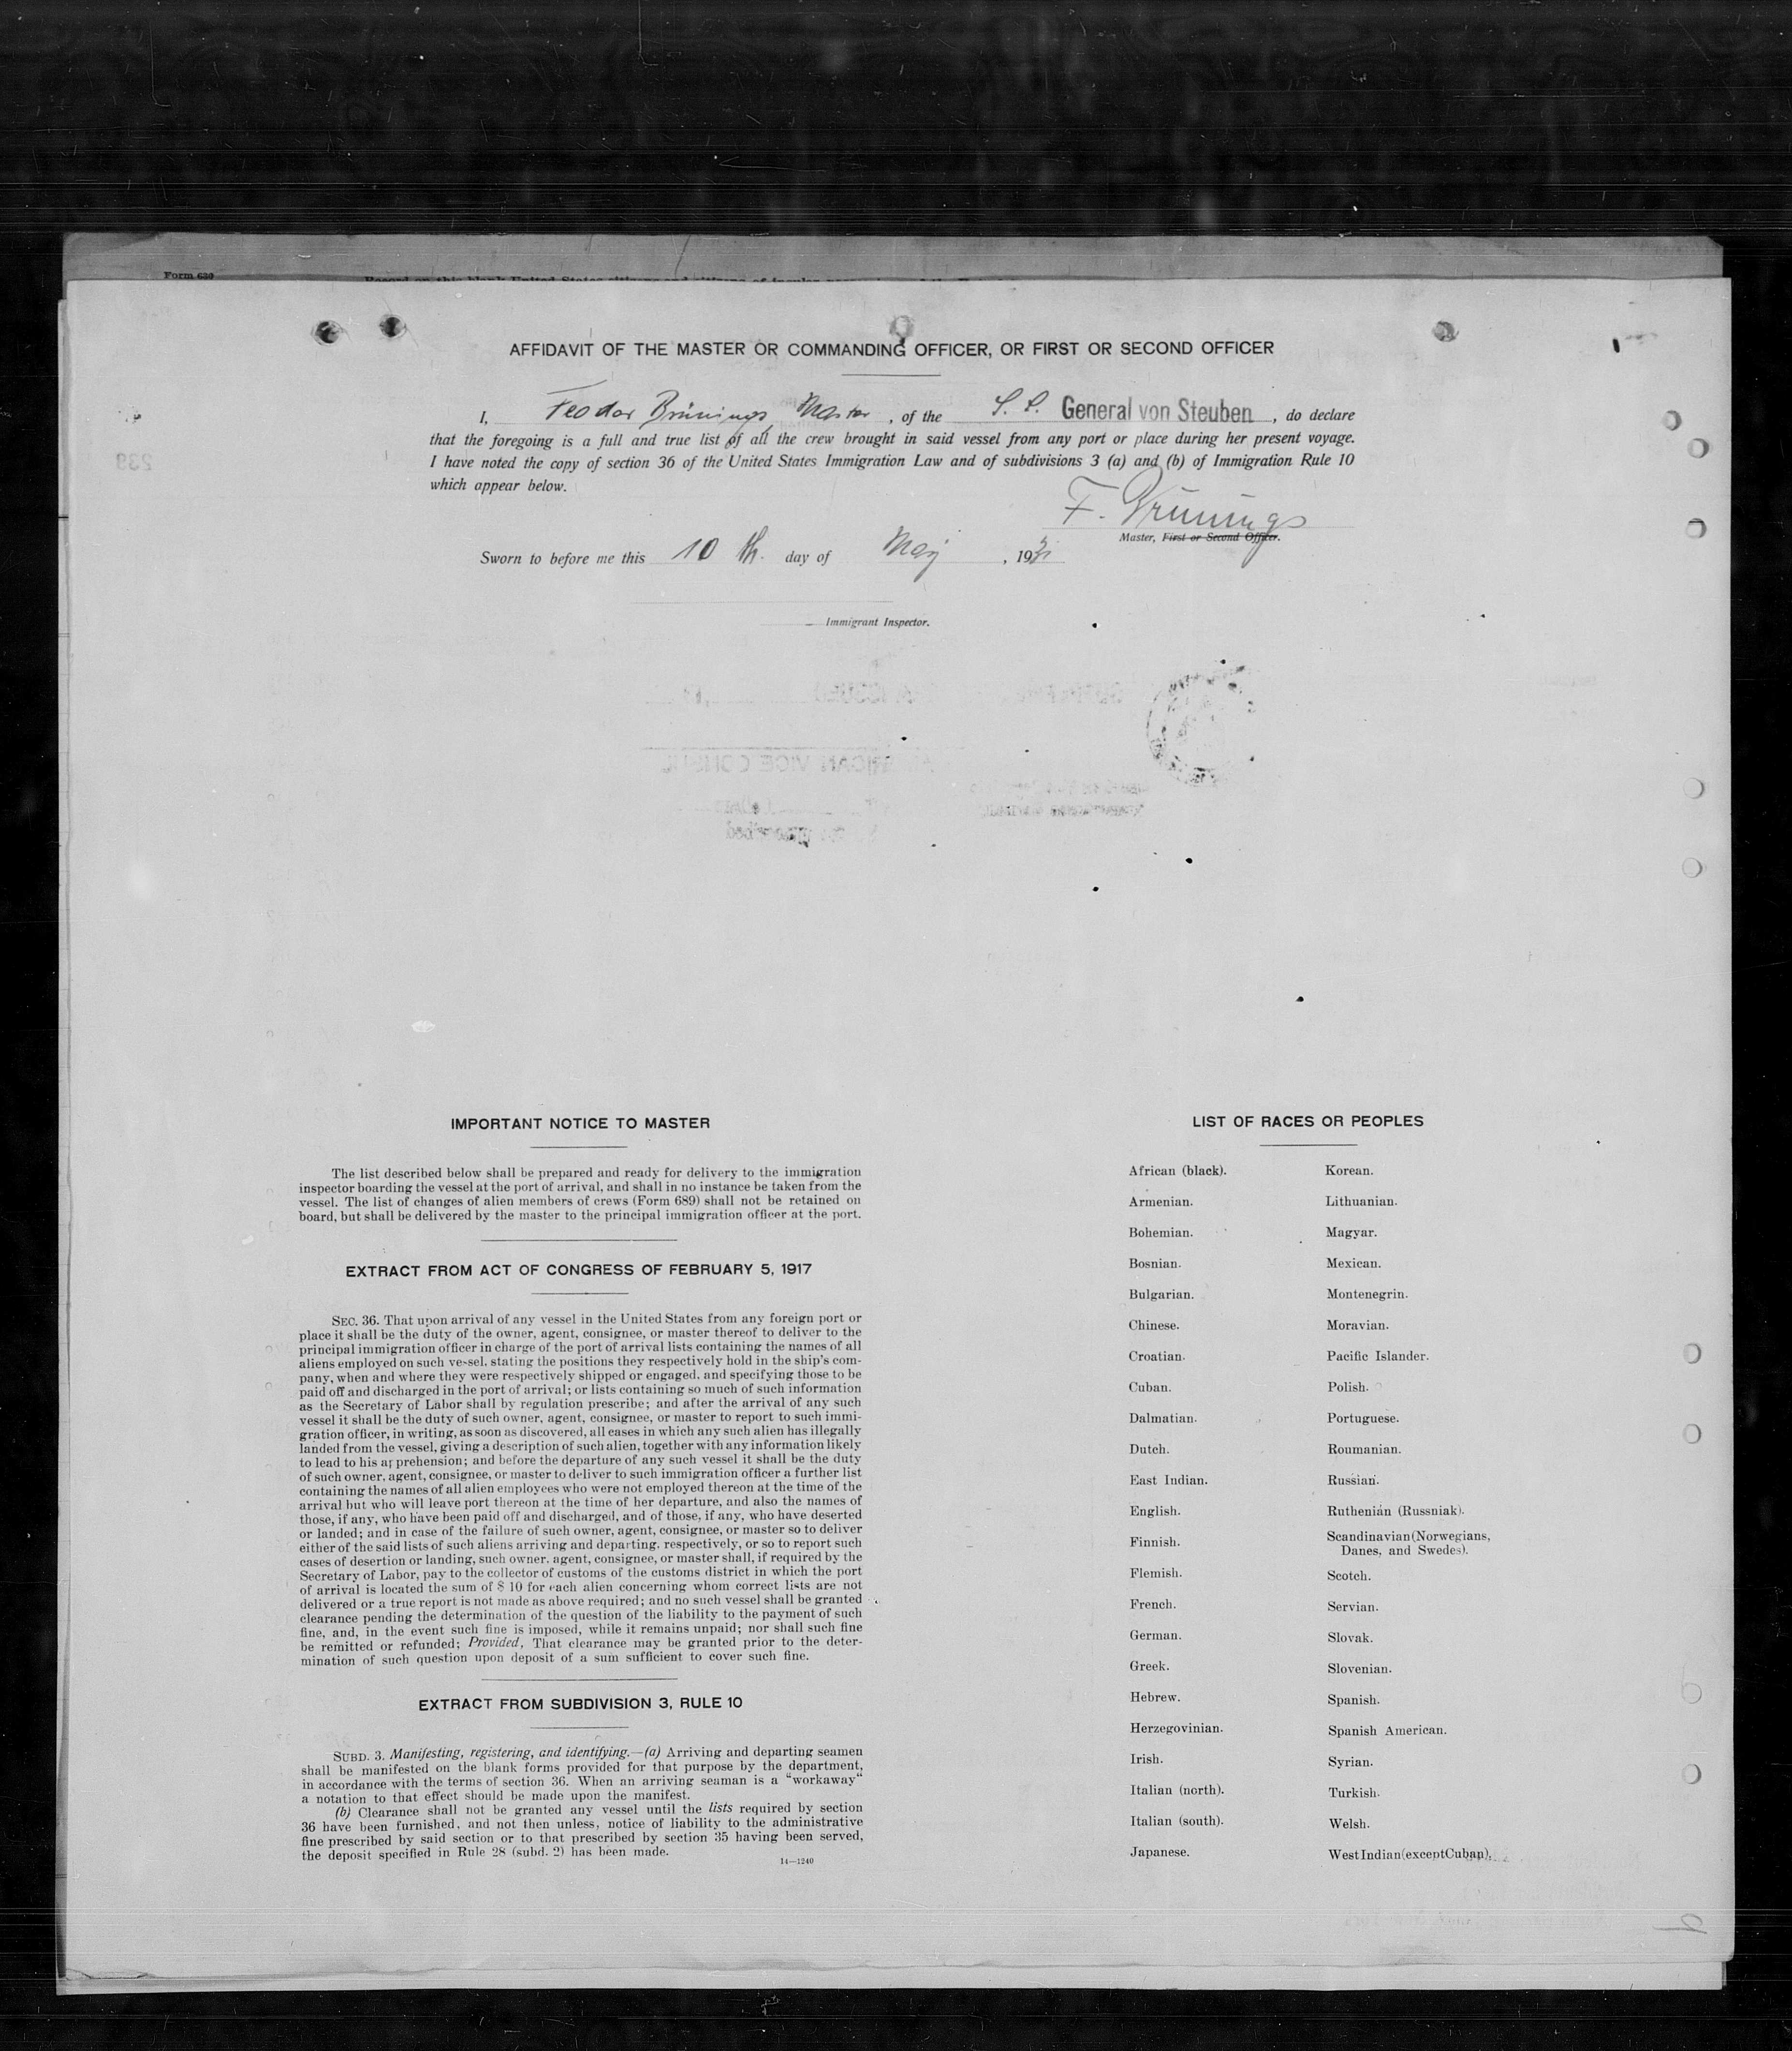 Form 630
AFFIDAVIT OF THE MASTER OR COMMANDING OFFICER, OR FIRST OR SECOND OFFICER
I, Feodor Brünings, Master, of the S. S. General von Steuben, do declare
that the foregoing is a full and true list of all the crew brought in said vessel from any port or place during her present voyage.
I have noted the copy of section 36 of the United States Immigration Law and of subdivisions 3 (a) and (b) of Immigration Rule 10
which appear below.
F. Brünings
Master, First or Second Officer.
Sworn to before me this 10 th. day of May, 1931
Immigrant Inspector.
IMPORTANT NOTICE TO MASTER
The list described below shall be prepared and ready for delivery to the immigration
inspector boarding the vessel at the port of arrival, and shall in no instance be taken from the
vessel. The list of changes of alien members of crews (Form 689) shall not be retained on
board, but shall be delivered by the master to the principal immigration officer at the port.
EXTRACT FROM ACT OF CONGRESS OF FEBRUARY 5, 1917
SEC. 36. That upon arrival of any vessel in the United States from any foreign port or
place it shall be the duty of the owner, agent, consignee, or master thereof to deliver to the
principal immigration officer in charge of the port of arrival lists containing the names of all
aliens employed on such vessel, stating the positions they respectively hold in the ship's com-
pany, when and where they were respectively shipped or engaged, and specifying those to be
paid off and discharged in the port of arrival; or lists containing so much of such information
as the Secretary of Labor shall by regulation prescribe; and after the arrival of any such
vessel it shall be the duty of such owner, agent, consignee, or master to report to such immi-
gration officer, in writing, as soon as discovered, all cases in which any such alien has illegally
landed from the vessel, giving a description of such alien, together with any information likely
to lead to his apprehension; and before the departure of any such vessel it shall be the duty
of such owner, agent, consignee, or master to deliver to such immigration officer a further list
containing the names of all alien employees who were not employed thereon at the time of the
arrival but who will leave port thereon at the time of her departure, and also the names of
those, if any, who have been paid off and discharged, and of those, if any, who have deserted
or landed; and in case of the failure of such owner, agent, consignee, or master so to deliver
either of the said lists of such aliens arriving and departing, respectively, or so to report such
cases of desertion or landing, such owner, agent, consignee, or master shall, if required by the
Secretary of Labor, pay to the collector of customs of the customs district in which the port
of arrival is located the sum of $ 10 for each alien concerning whom correct lists are not
delivered or a true report is not made as above required; and no such vessel shall be granted
clearance pending the determination of the question of the liability to the payment of such
fine, and, in the event such fine is imposed, while it remains unpaid; nor shall such fine
be remitted or refunded; Provided, That clearance may be granted prior to the deter-
mination of such question upon deposit of a sum sufficient to cover such fine.
EXTRACT FROM SUBDIVISION 3, RULE 10
SUBD. 3. Manifesting, registering, and identifying.—(a) Arriving and departing seamen
shall be manifested on the blank forms provided for that purpose by the department,
in accordance with the terms of section 36. When an arriving seaman is a "workaway"
a notation to that effect should be made upon the manifest.
(b) Clearance shall not be granted any vessel until the lists required by section
36 have been furnished, and not then unless, notice of liability to the administrative
fine prescribed by said section or to that prescribed by section 35 having been served,
the deposit specified in Rule 28 (subd. 2) has been made.
14—1240
LIST OF RACES OR PEOPLES
African (black).
Armenian.
Bohemian.
Bosnian.
Bulgarian.
Chinese.
Croatian.
Cuban.
Dalmatian.
Dutch.
East Indian.
English.
Finnish.
Flemish.
French.
German.
Greek.
Hebrew.
Herzegovinian.
Irish.
Italian (north).
Italian (south).
Japanese.
Korean.
Lithuanian.
Magyar.
Mexican.
Montenegrin.
Moravian.
Pacific Islander.
Polish.
Portuguese.
Roumanian.
Russian.
Ruthenian (Russniak).
Scandinavian (Norwegians,
Danes, and Swedes).
Scotch.
Servian.
Slovak.
Slovenian.
Spanish.
Spanish American.
Syrian.
Turkish.
Welsh.
West Indian (except Cuban).